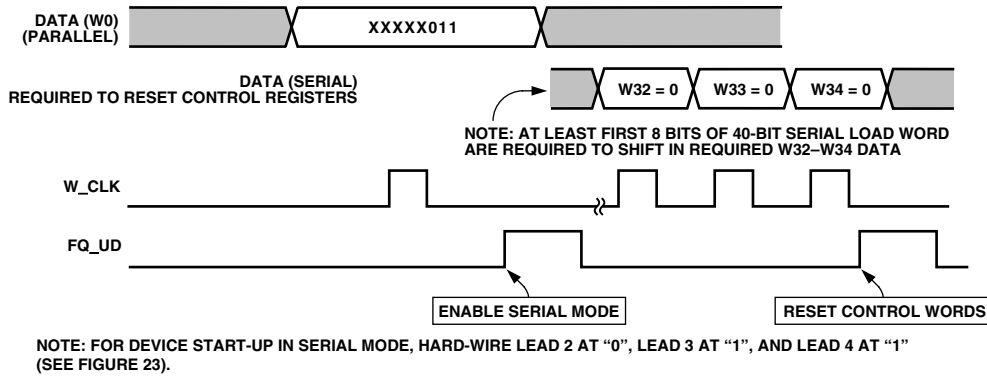 DATA (W0)
(PARALLEL)
XXXXX011
DATA (SERIAL)
REQUIRED TO RESET CONTROL REGISTERS
W32 = 0
W33 = 0
W34 = 0
NOTE: AT LEAST FIRST 8 BITS OF 40-BIT SERIAL LOAD WORD
ARE REQUIRED TO SHIFT IN REQUIRED W32–W34 DATA
W_CLK
FQ_UD
ENABLE SERIAL MODE
RESET CONTROL WORDS
NOTE: FOR DEVICE START-UP IN SERIAL MODE, HARD-WIRE LEAD 2 AT “0”, LEAD 3 AT “1”, AND LEAD 4 AT “1”
(SEE FIGURE 23).